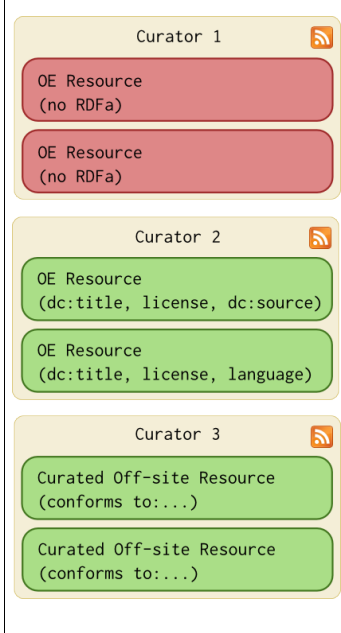 Curator 1
OE Resource
(no RDFa)
OE Resource
(no RDFa)
Curator 2
OE Resource
(dc:title, license, dc:source)
OE Resource
(dc:title, license, language)
Curator 3
Curated Off-site Resource
(conforms to:...)
Curated Off-site Resource
(conforms to:...)